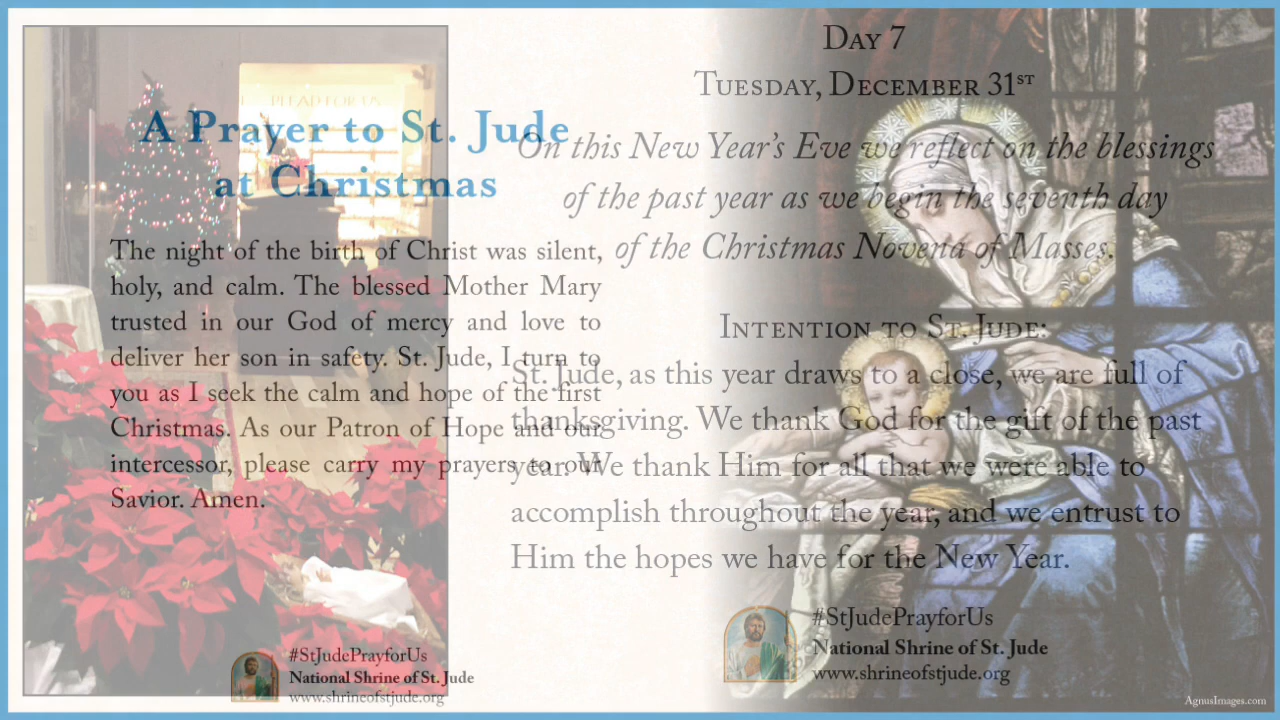 PLEAD FOR US
A Prayer to St. Jude
at Christmas
The night of the birth of Christ was silent,
holy, and calm. The blessed Mother Mary
trusted in our God of mercy and love to
deliver her son in safety. St. Jude, I turn to
you as I seek the calm and hope of the first
Christmas. As our Patron of Hope and our
intercessor, please carry my prayers to our
Savior. Amen.
#StJudePrayforUs
National Shrine of St. Jude
www.shrineofstjude.org
Day 7
Tuesday, December 31st
On this New Year's Eve we reflect on the blessings
of the past year as we begin the seventh day
of the Christmas Novena of Masses.
Intention to St. Jude:
St. Jude, as this year draws to a close, we are full of
thanksgiving. We thank God for the gift of the past
year. We thank Him for all that we were able to
accomplish throughout the year, and we entrust to
Him the hopes we have for the New Year.
#StJudePrayforUs
National Shrine of St. Jude
www.shrineofstjude.org
AgnusImages.com